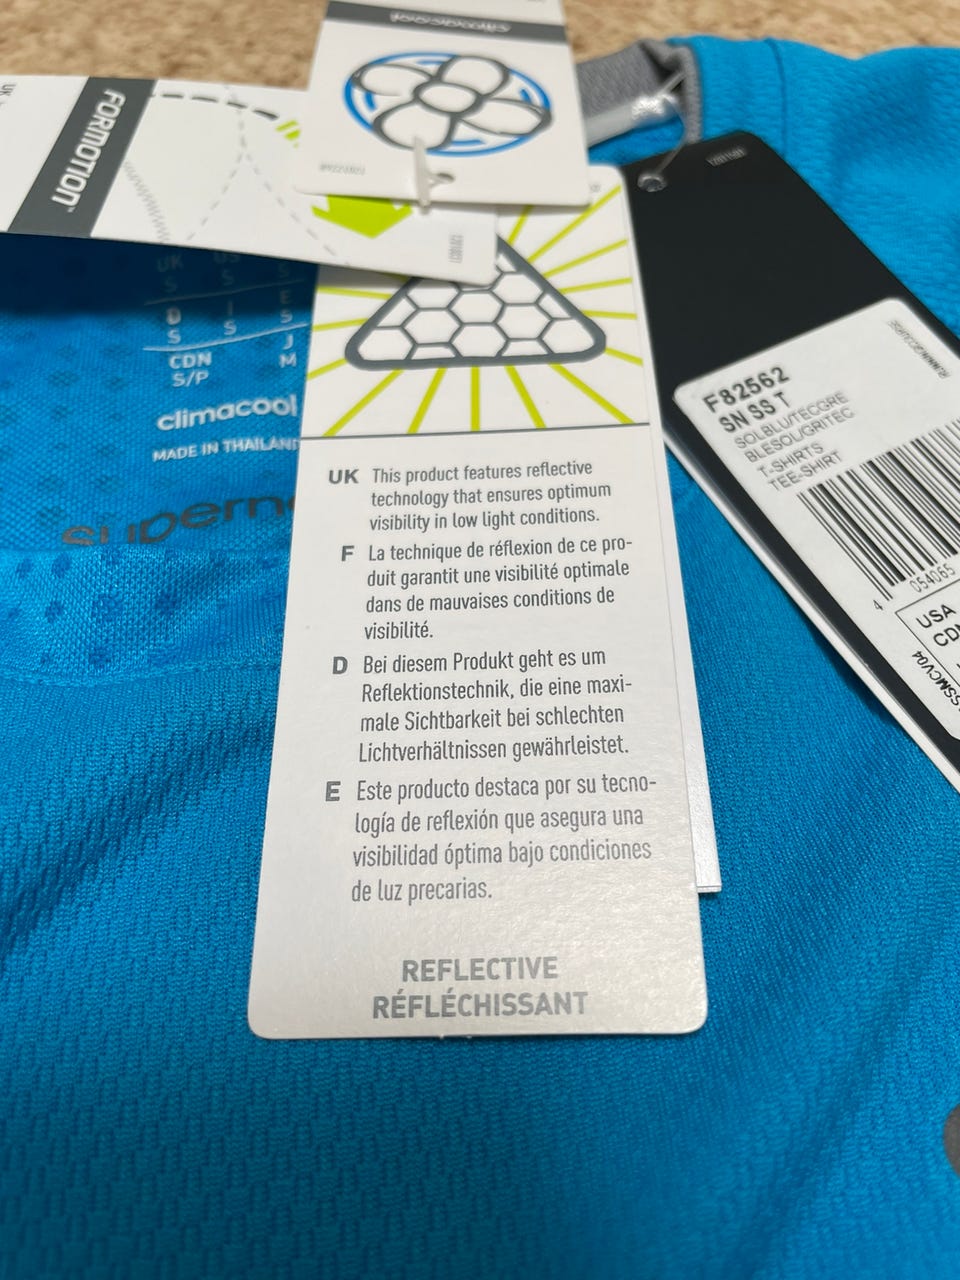 climacool
FORMOTION™
UK
S
S
D
S
I
S
E
S
J
M
CDN
S/P
climacool
MADE IN THAILAND
UK This product features reflective
technology that ensures optimum
visibility in low light conditions.
F La technique de réflexion de ce pro-
duit garantit une visibilité optimale
dans de mauvaises conditions de
visibilité.
D Bei diesem Produkt geht es um
Reflektionstechnik, die eine maxi-
male Sichtbarkeit bei schlechten
Lichtverhältnissen gewährleistet.
E Este producto destaca por su tecno-
logía de reflexión que asegura una
visibilidad óptima bajo condiciones
de luz precarias.
REFLECTIVE
RÉFLÉCHISSANT
F82562
SN SS T
SOLBLU/TECGRE
BLESOL/GRITEC
T-SHIRTS
TEE-SHIRT
4 054065
USA